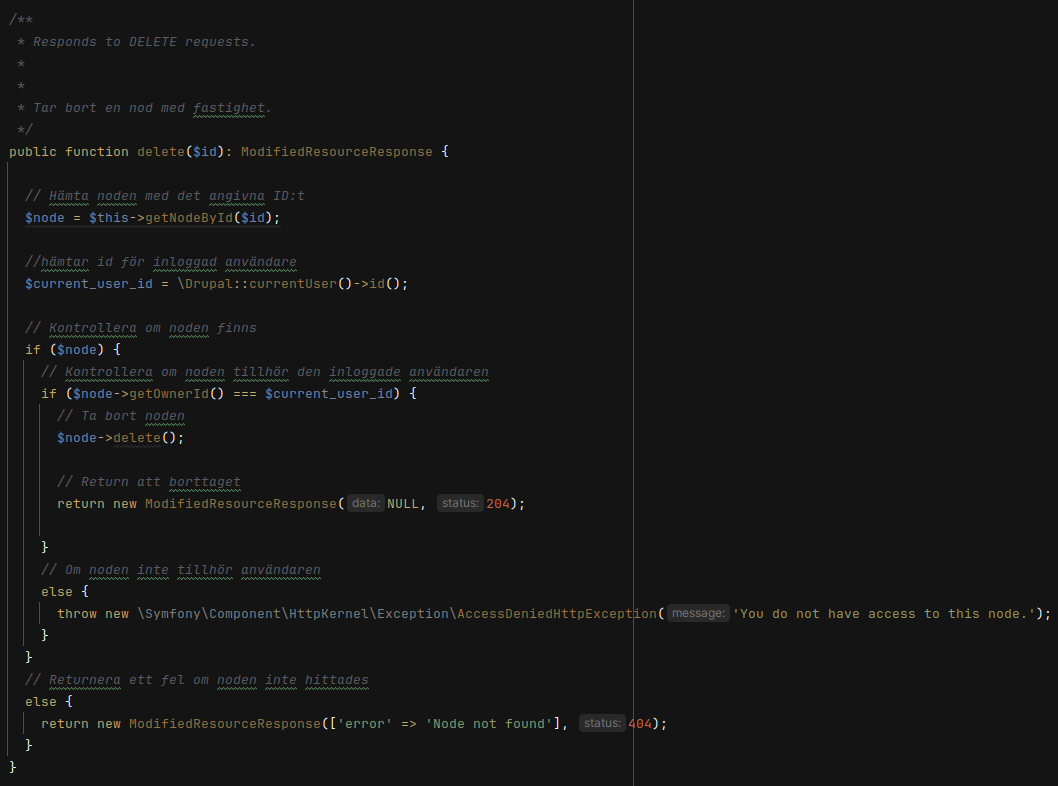 /**
 * Responds to DELETE requests.
 *
 *
 * Tar bort en nod med fastighet.
 */
public function delete($id): ModifiedResourceResponse {
// Hämta noden med det angivna ID:t
$node = $this->getNodeById($id);
//hämtar id för inloggad användare
$current_user_id = \Drupal::currentUser()->id();
// Kontrollera om noden finns
if ($node) {
// Kontrollera om noden tillhör den inloggade användaren
if ($node->getOwnerId() === $current_user_id) {
// Ta bort noden
$node->delete();
// Return att borttaget
return new ModifiedResourceResponse( data: NULL, status: 204);
}
// Om noden inte tillhör användaren
else {
throw new \Symfony\Component\HttpKernel\Exception\AccessDeniedHttpException( message: 'You do not have access to this node.');
}
}
// Returnera ett fel om noden inte hittades
else {
return new ModifiedResourceResponse(['error' => 'Node not found'], status: 404);
}
}